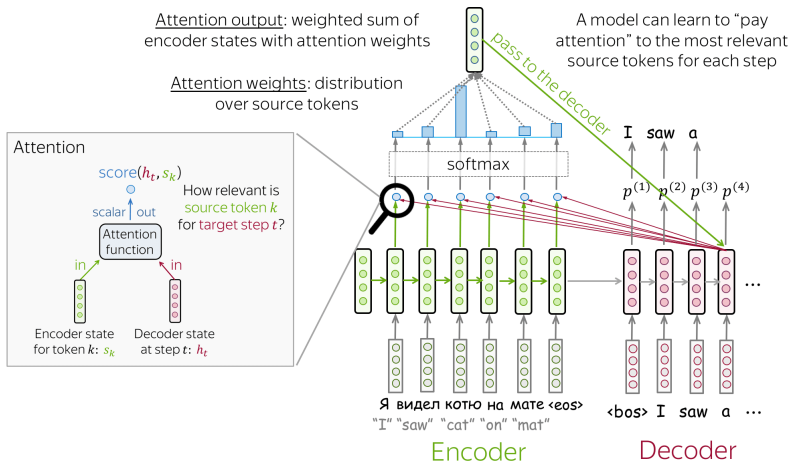 Attention output: weighted sum of
encoder states with attention weights
A model can learn to “pay
attention” to the most relevant
source tokens for each step
Attention weights: distribution
over source tokens
pass to the decoder
I saw a
softmax
p(1) p(2) p(3) p(4)
Attention
score(ht, sk)
scalar out
How relevant is
source token k
for target step t?
Attention
function
in in
Encoder state
for token k: sk
Decoder state
at step t: ht
...
Я видел котю на мате <eos>
“I” “saw” “cat” “on” “mat”
<bos> I saw a ...
Encoder
Decoder